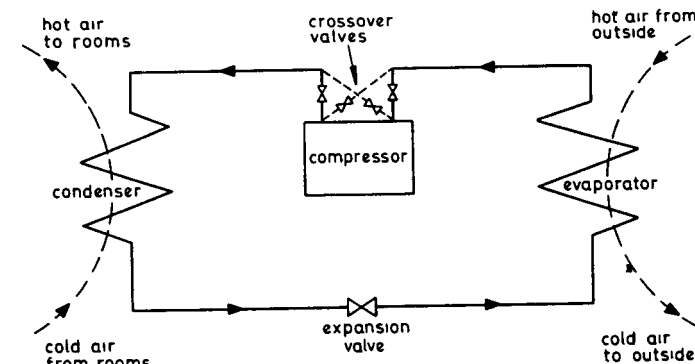 hot air
to rooms
crossover
valves
hot air from
outside
compressor
condenser
evaporator
expansion
valve
cold air
from rooms
cold air
to outside